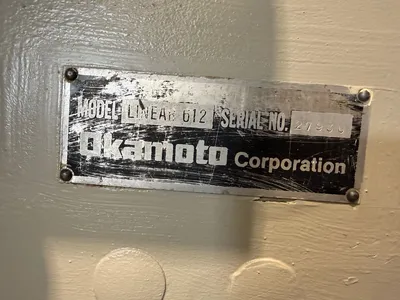 MODEL LINEAR 612 SERIAL NO.
Okamoto Corporation